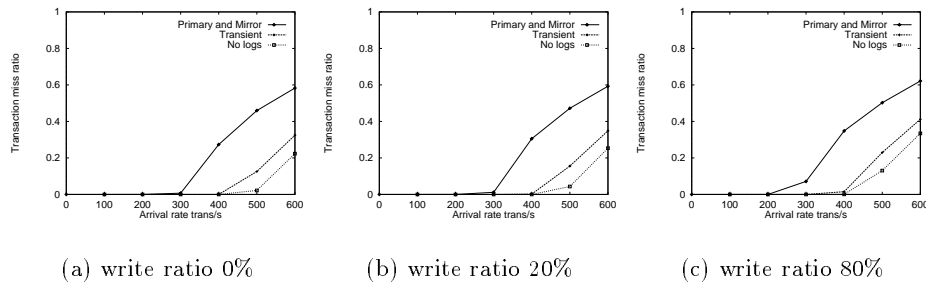 1
0.8
0.6
0.4
0.2
0
Transaction miss ratio
Primary and Mirror
Transient
No logs
0 100 200 300 400 500 600
Arrival rate trans/s
(a) write ratio 0%
1
0.8
0.6
0.4
0.2
0
Transaction miss ratio
Primary and Mirror
Transient
No logs
0 100 200 300 400 500 600
Arrival rate trans/s
(b) write ratio 20%
1
0.8
0.6
0.4
0.2
0
Transaction miss ratio
Primary and Mirror
Transient
No logs
0 100 200 300 400 500 600
Arrival rate trans/s
(c) write ratio 80%